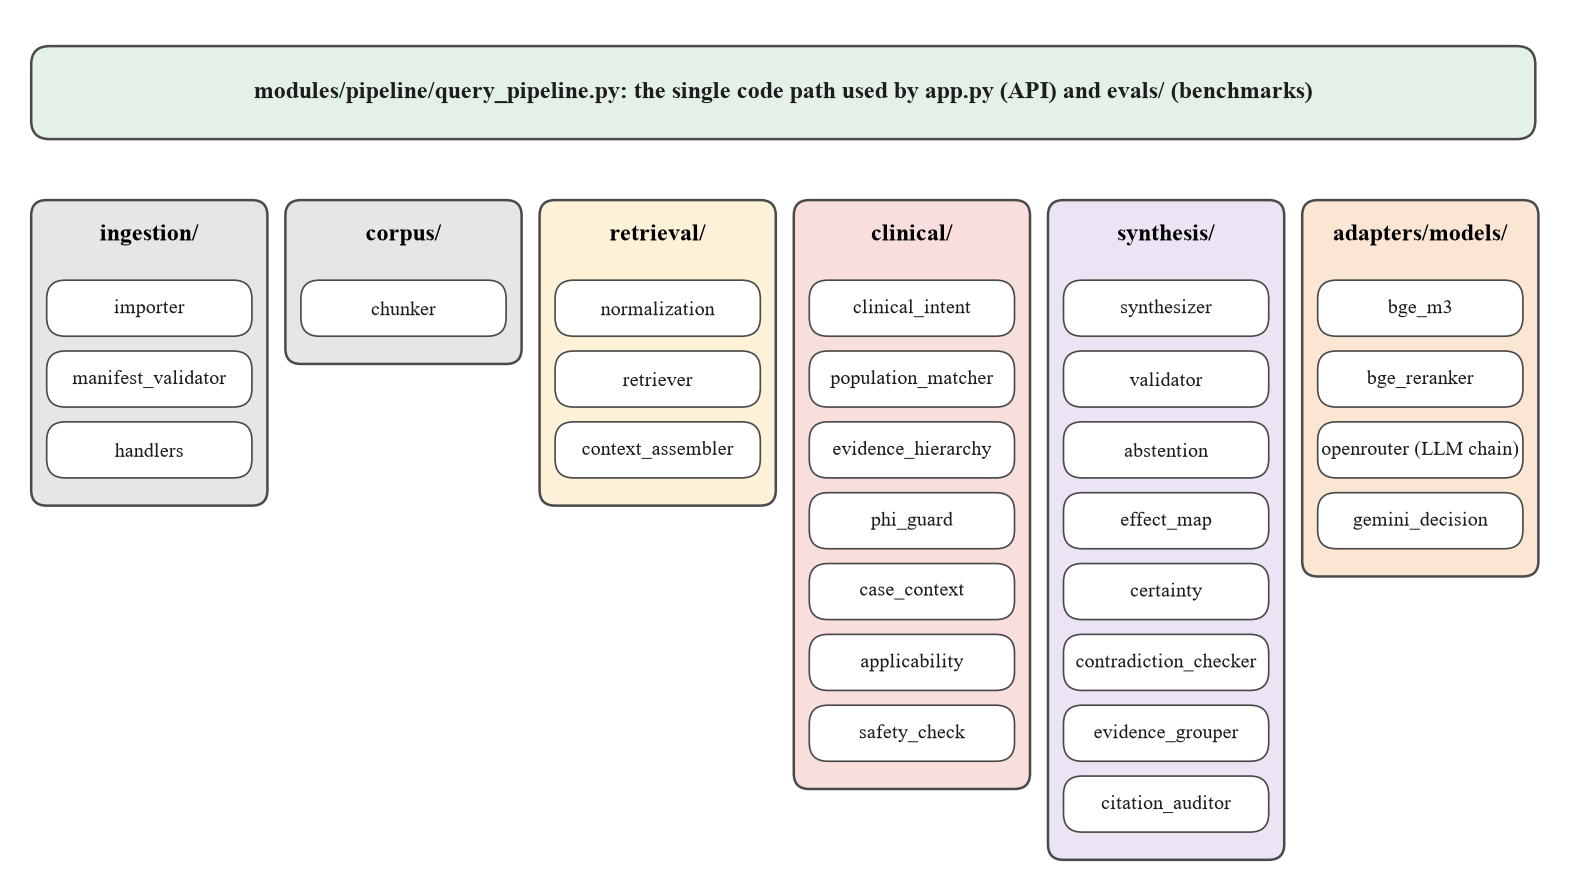 modules/pipeline/query_pipeline.py: the single code path used by app.py (API) and evals/ (benchmarks)
ingestion/
importer
manifest_validator
handlers
corpus/
chunker
retrieval/
normalization
retriever
context_assembler
clinical/
clinical_intent
population_matcher
evidence_hierarchy
phi_guard
case_context
applicability
safety_check
synthesis/
synthesizer
validator
abstention
effect_map
certainty
contradiction_checker
evidence_grouper
citation_auditor
adapters/models/
bge_m3
bge_reranker
openrouter (LLM chain)
gemini_decision